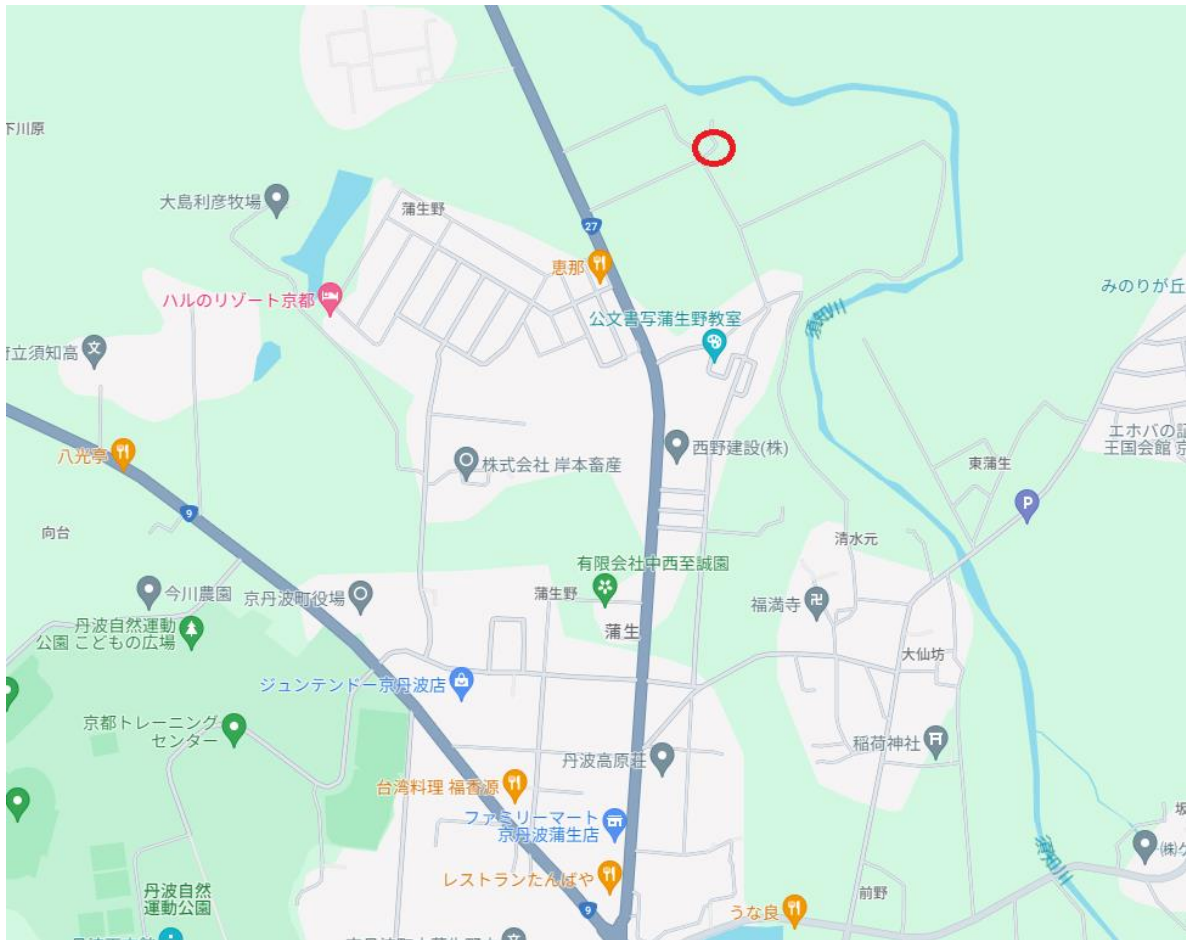 下川原
大島利彦牧場
蒲生野
27
恵那
ハルのリゾート京都
公文書写蒲生野教室
須知川
みのりが丘
府立須知高
八光亭
9
株式会社 岸本畜産
西野建設(株)
エホバの証
王国会館 京
東蒲生
P
向台
清水元
有限会社中西至誠園
今川農園
京丹波町役場
蒲生野
福満寺
蒲生
丹波自然運動
公園 こどもの広場
大仙坊
ジュンテンドー京丹波店
京都トレーニング
センター
稲荷神社
丹波高原荘
台湾料理 福香源
ファミリーマート
京丹波蒲生店
須知川
レストランたんばや
丹波自然
運動公園
9
前野
うな良